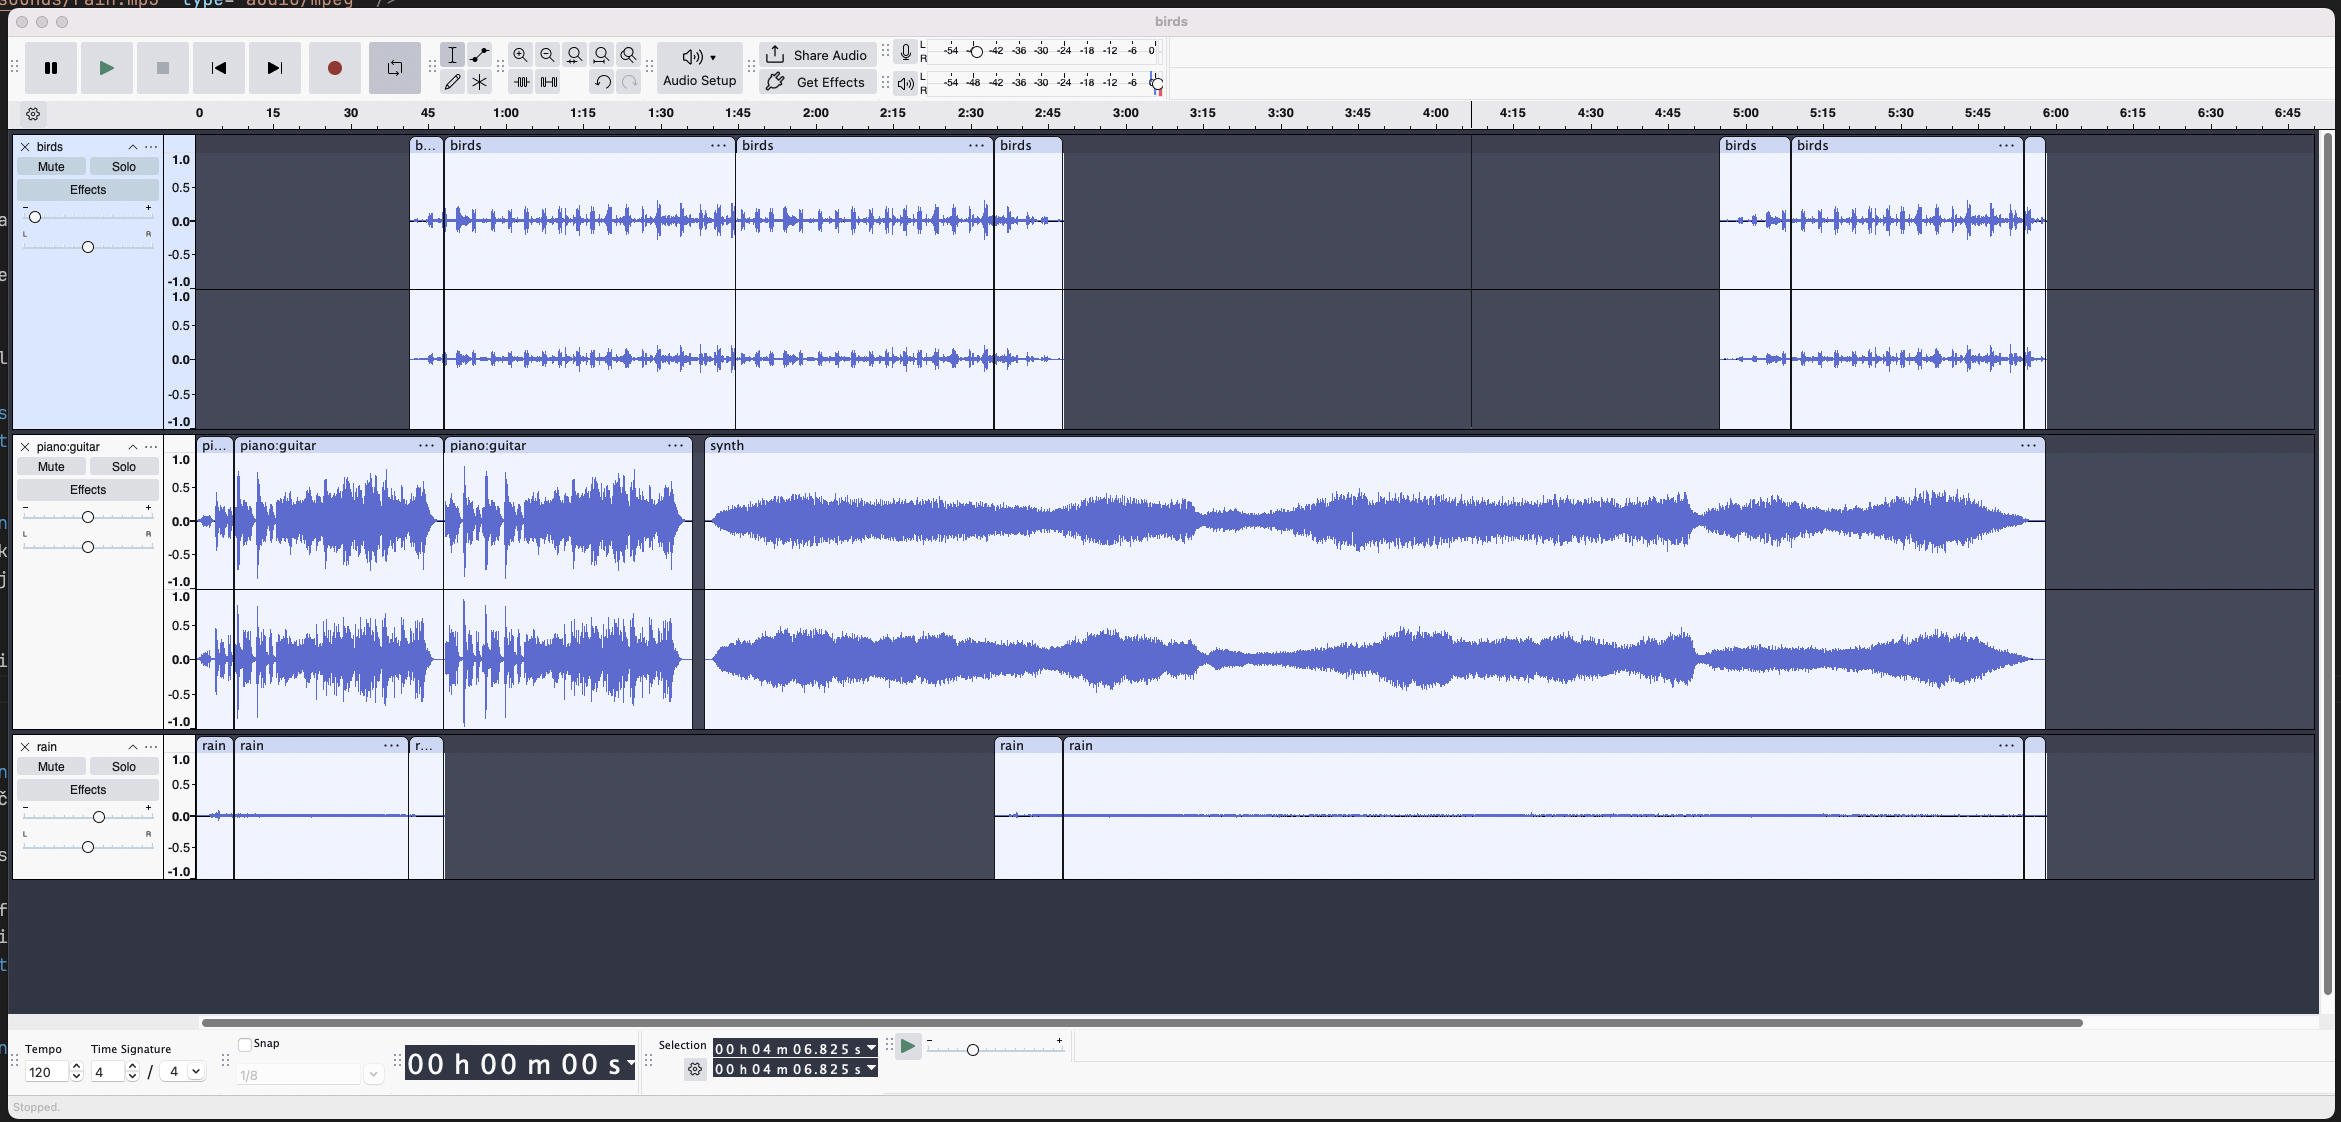 sounds/rain.mp3" type="audio/mpeg" />
birds
Audio Setup
Share Audio
Get Effects
L
R
-54 -48 -42 -36 -30 -24 -18 -12 -6 0
L
R
-54 -48 -42 -36 -30 -24 -18 -12 -6
0 15 30 45 1:00 1:15 1:30 1:45 2:00 2:15 2:30 2:45 3:00 3:15 3:30 3:45 4:00 4:15 4:30 4:45 5:00 5:15 5:30 5:45 6:00 6:15 6:30 6:45
birds ...
Mute Solo
Effects
- +
L R
1.0
0.5
0.0
-0.5
-1.0
1.0
0.5
0.0
-0.5
-1.0
b... birds ... birds ... birds birds birds ...
piano:guitar ...
Mute Solo
Effects
- +
L R
1.0
0.5
0.0
-0.5
-1.0
1.0
0.5
0.0
-0.5
-1.0
pi... piano:guitar ... piano:guitar ... synth ...
rain ...
Mute Solo
Effects
- +
L R
1.0
0.5
0.0
-0.5
-1.0
rain rain ... r... rain rain ...
Tempo
120
Time Signature
4 / 4
Snap
1/8
00 h 00 m 00 s
Selection
00 h 04 m 06.825 s
00 h 04 m 06.825 s
- +
Stopped.